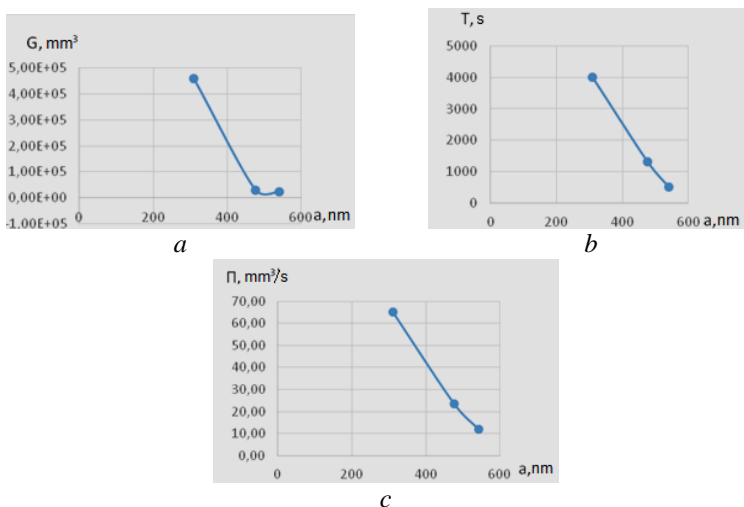 G, mm³
5,00E+05
4,00E+05
3,00E+05
2,00E+05
1,00E+05
0,00E+00
-1,00E+05
0 200 400 600 a,nm
a
T, s
5000
4000
3000
2000
1000
0
0 200 400 600 a,nm
b
П, mm³/s
70,00
60,00
50,00
40,00
30,00
20,00
10,00
0,00
0 200 400 600 a,nm
c